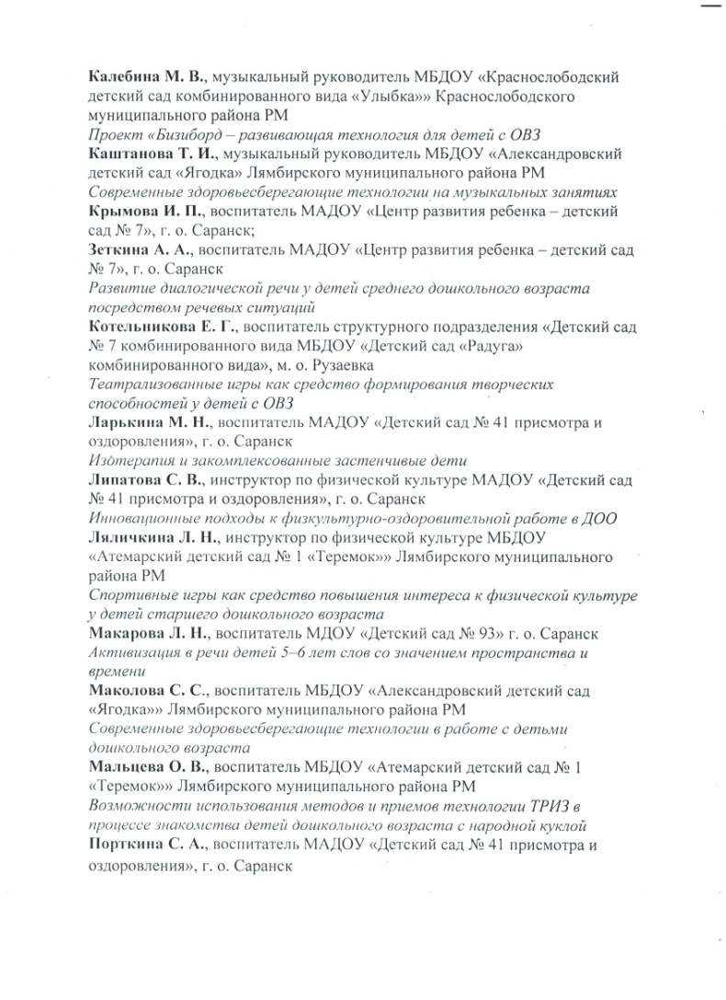 Калебина М. В., музыкальный руководитель МБДОУ «Краснослободский
детский сад комбинированного вида «Улыбка»» Краснослободского
муниципального района РМ
Проект «Бизиборд – развивающая технология для детей с ОВЗ
Каштанова Т. И., музыкальный руководитель МБДОУ «Александровский
детский сад «Ягодка» Лямбирского муниципального района РМ
Современные здоровьесберегающие технологии на музыкальных занятиях
Крымова И. П., воспитатель МАДОУ «Центр развития ребенка – детский
сад № 7», г. о. Саранск;
Зеткина А. А., воспитатель МАДОУ «Центр развития ребенка – детский сад
№ 7», г. о. Саранск
Развитие диалогической речи у детей среднего дошкольного возраста
посредством речевых ситуаций
Котельникова Е. Г., воспитатель структурного подразделения «Детский сад
№ 7 комбинированного вида МБДОУ «Детский сад «Радуга»
комбинированного вида», м. о. Рузаевка
Театрализованные игры как средство формирования творческих
способностей у детей с ОВЗ
Ларькина М. Н., воспитатель МАДОУ «Детский сад № 41 присмотра и
оздоровления», г. о. Саранск
Изотерапия и закомплексованные застенчивые дети
Липатова С. В., инструктор по физической культуре МАДОУ «Детский сад
№ 41 присмотра и оздоровления», г. о. Саранск
Инновационные подходы к физкультурно-оздоровительной работе в ДОО
Ляличкина Л. Н., инструктор по физической культуре МБДОУ
«Атемарский детский сад № 1 «Теремок»» Лямбирского муниципального
района РМ
Спортивные игры как средство повышения интереса к физической культуре
у детей старшего дошкольного возраста
Макарова Л. Н., воспитатель МДОУ «Детский сад № 93» г. о. Саранск
Активизация в речи детей 5–6 лет слов со значением пространства и
времени
Маколова С. С., воспитатель МБДОУ «Александровский детский сад
«Ягодка»» Лямбирского муниципального района РМ
Современные здоровьесберегающие технологии в работе с детьми
дошкольного возраста
Мальцева О. В., воспитатель МБДОУ «Атемарский детский сад № 1
«Теремок»» Лямбирского муниципального района РМ
Возможности использования методов и приемов технологии ТРИЗ в
процессе знакомства детей дошкольного возраста с народной куклой
Порткина С. А., воспитатель МАДОУ «Детский сад № 41 присмотра и
оздоровления», г. о. Саранск